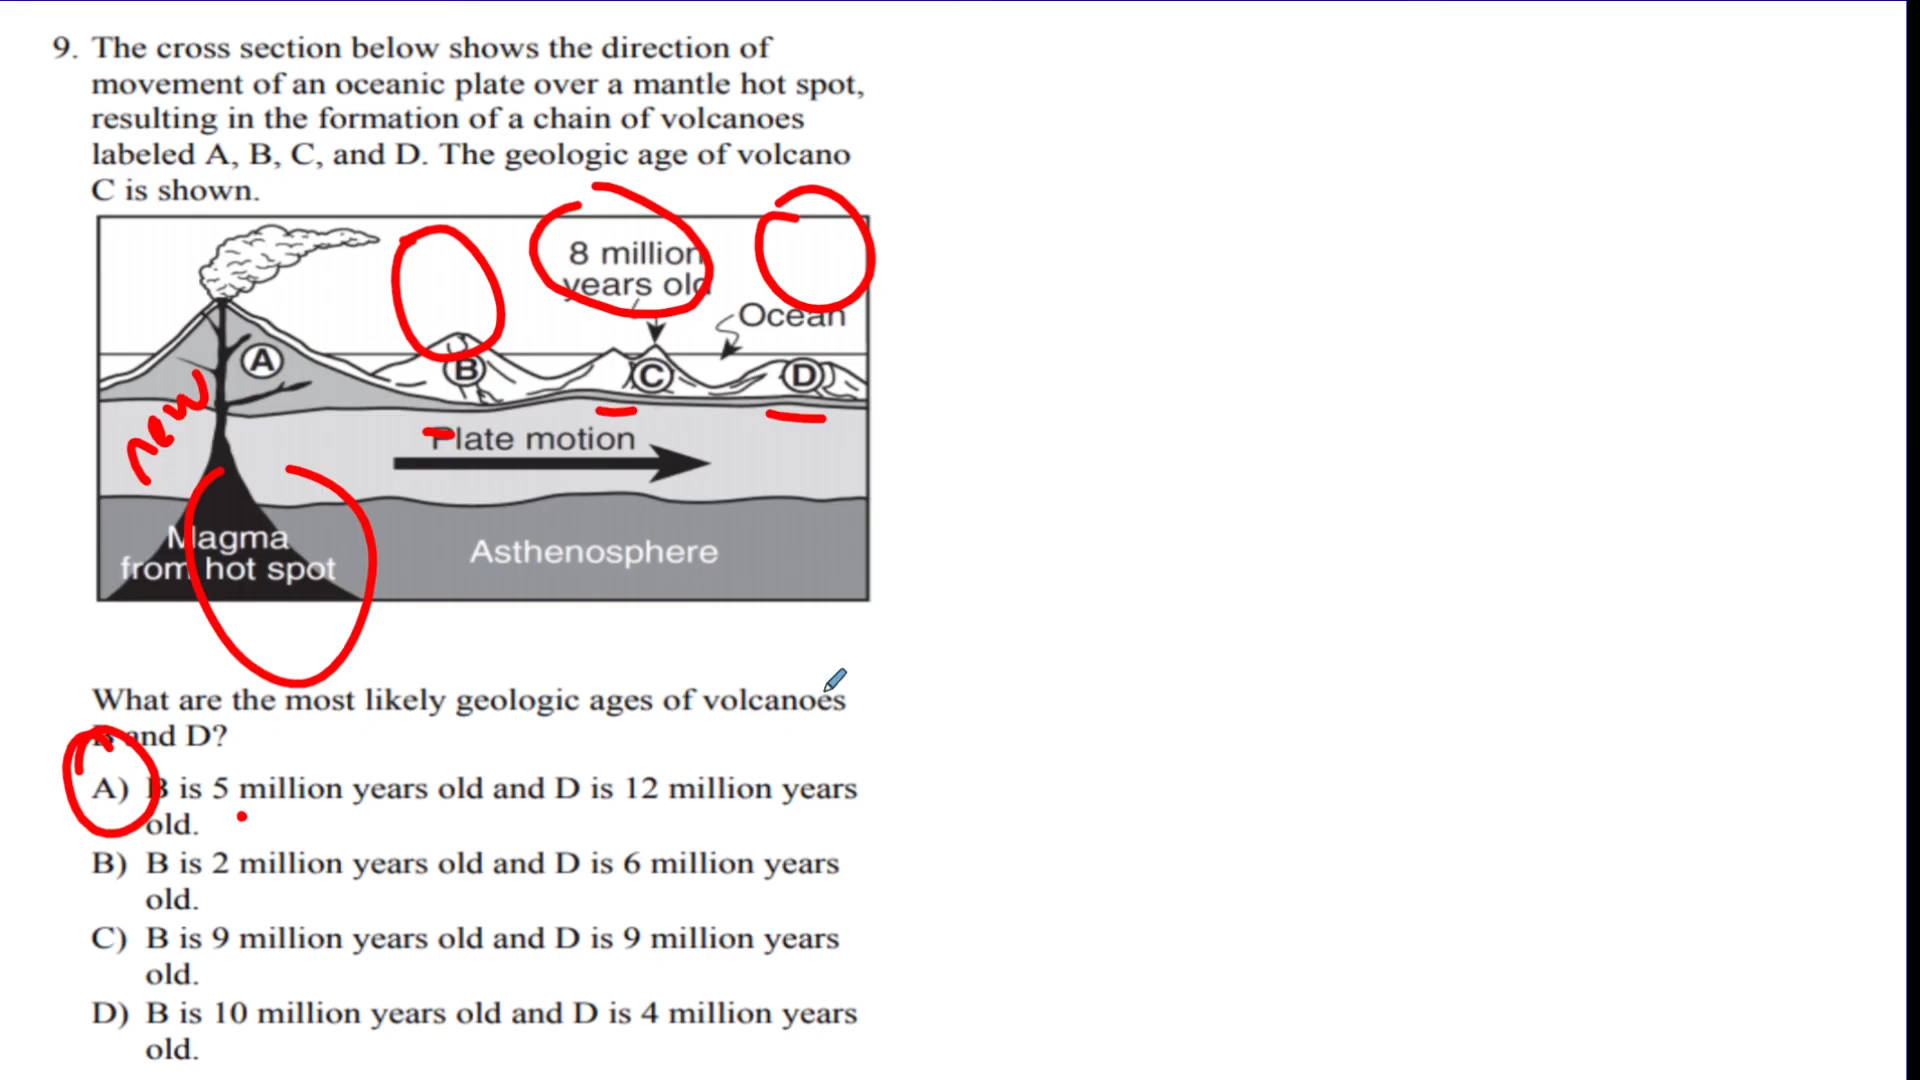 9. The cross section below shows the direction of
movement of an oceanic plate over a mantle hot spot,
resulting in the formation of a chain of volcanoes
labeled A, B, C, and D. The geologic age of volcano
C is shown.
8 million
years old
Ocean
A
B
C
D
new
Plate motion
Magma
from hot spot
Asthenosphere
What are the most likely geologic ages of volcanoes
B and D?
A) B is 5 million years old and D is 12 million years
old.
B) B is 2 million years old and D is 6 million years
old.
C) B is 9 million years old and D is 9 million years
old.
D) B is 10 million years old and D is 4 million years
old.